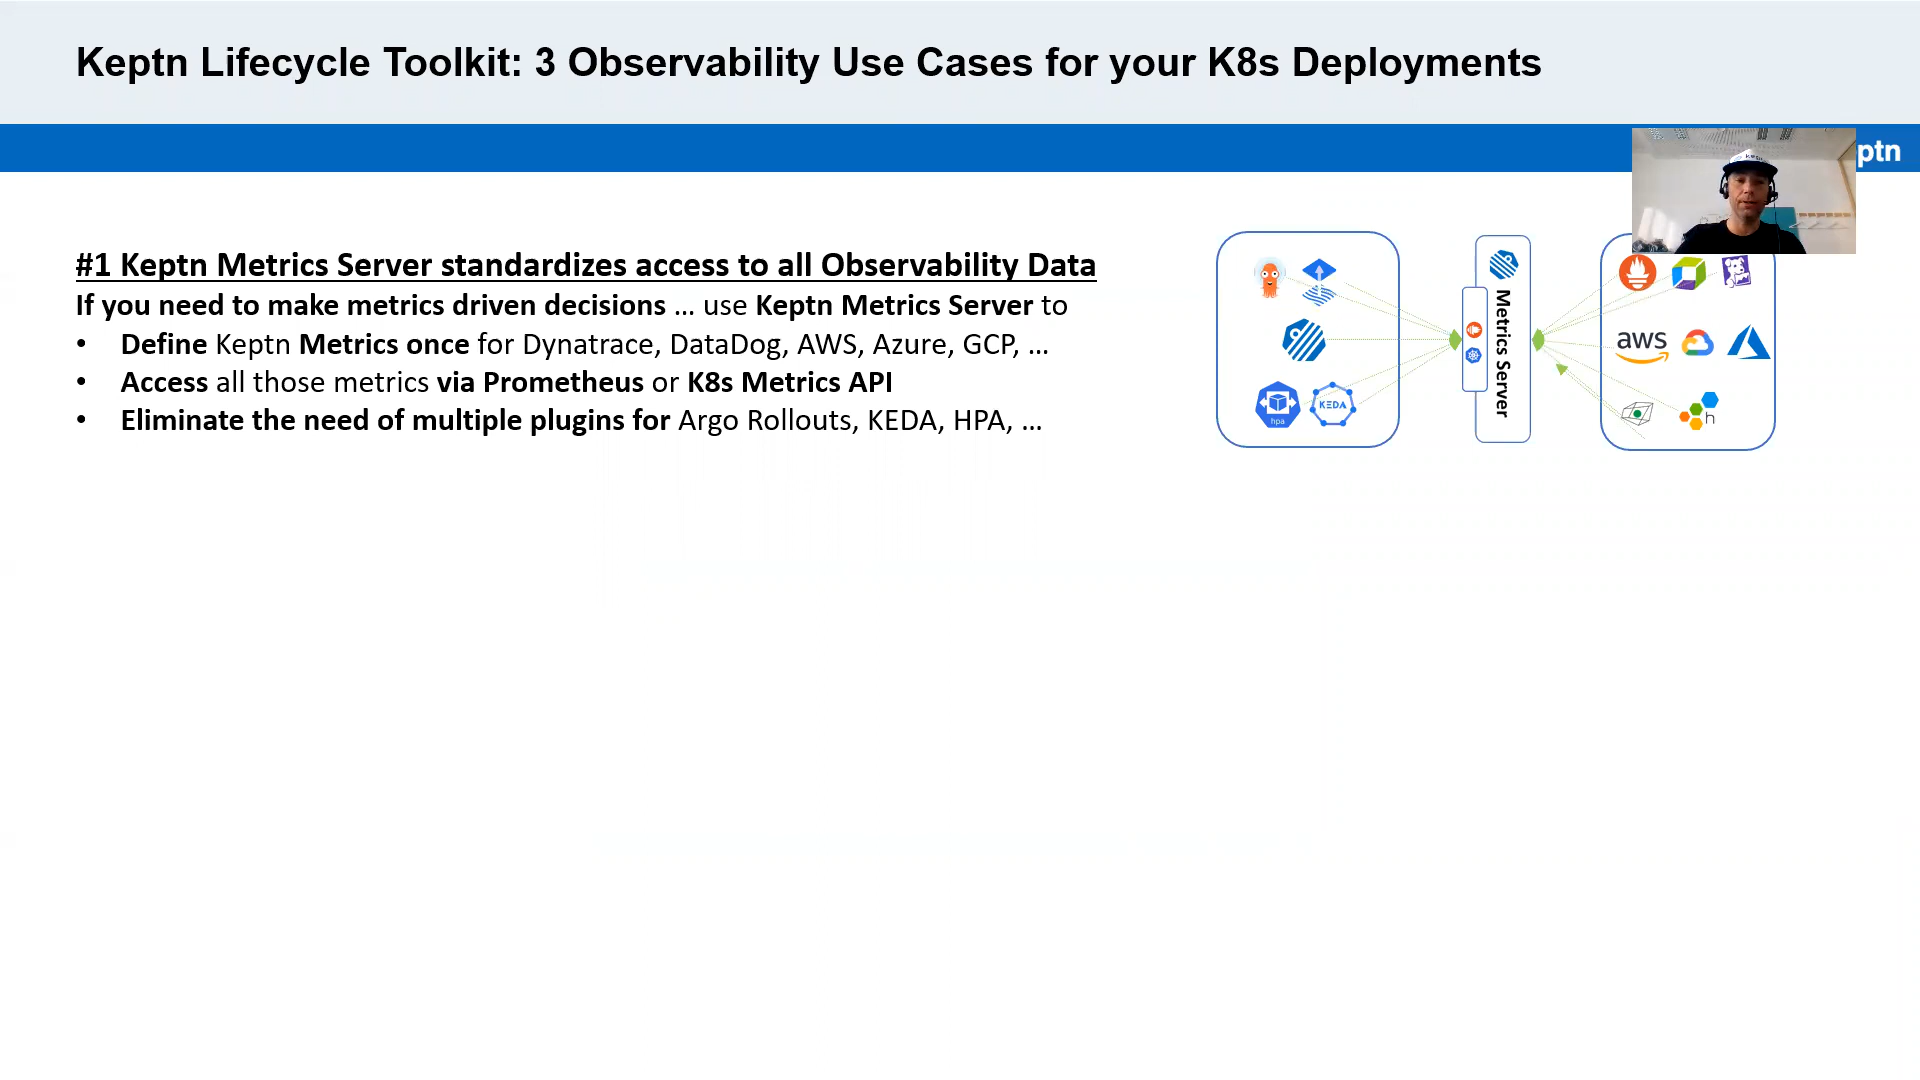 Keptn Lifecycle Toolkit: 3 Observability Use Cases for your K8s Deployments
ptn
#1 Keptn Metrics Server standardizes access to all Observability Data
If you need to make metrics driven decisions ... use Keptn Metrics Server to
• Define Keptn Metrics once for Dynatrace, DataDog, AWS, Azure, GCP, ...
• Access all those metrics via Prometheus or K8s Metrics API
• Eliminate the need of multiple plugins for Argo Rollouts, KEDA, HPA, ...
hpa
KEDA
Metrics Server
aws
h